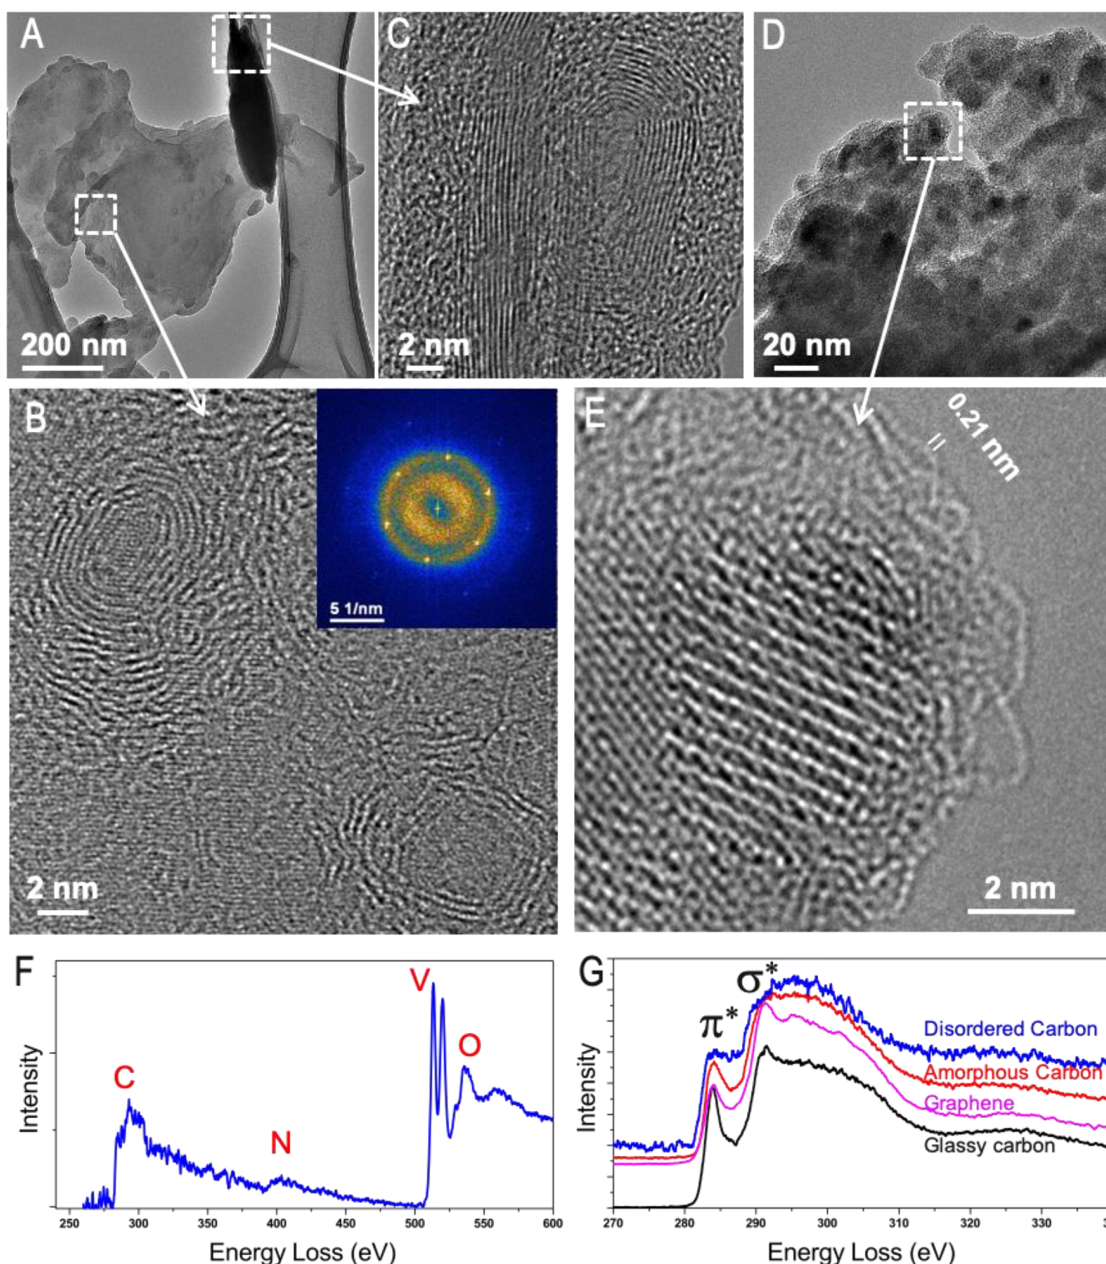 A
200 nm
C
2 nm
D
20 nm
B
5 1/nm
2 nm
E
0.21 nm
=
2 nm
F
V
O
C
N
Intensity
250 300 350 400 450 500 550 600
Energy Loss (eV)
G
σ*
π*
Disordered Carbon
Amorphous Carbon
Graphene
Glassy carbon
Intensity
270 280 290 300 310 320 330
Energy Loss (eV)